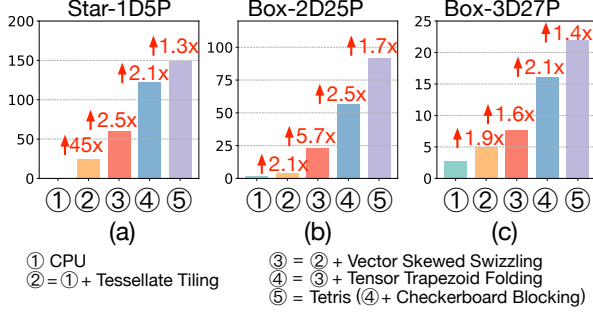 Star-1D5P
200
150
100
50
0
45x
2.5x
2.1x
1.3x
① ② ③ ④ ⑤
(a)
Box-2D25P
100
75
50
25
0
2.1x
5.7x
2.5x
1.7x
① ② ③ ④ ⑤
(b)
Box-3D27P
25
20
15
10
5
0
1.9x
1.6x
2.1x
1.4x
① ② ③ ④ ⑤
(c)
① CPU
② = ① + Tessellate Tiling
③ = ② + Vector Skewed Swizzling
④ = ③ + Tensor Trapezoid Folding
⑤ = Tetris (④ + Checkerboard Blocking)